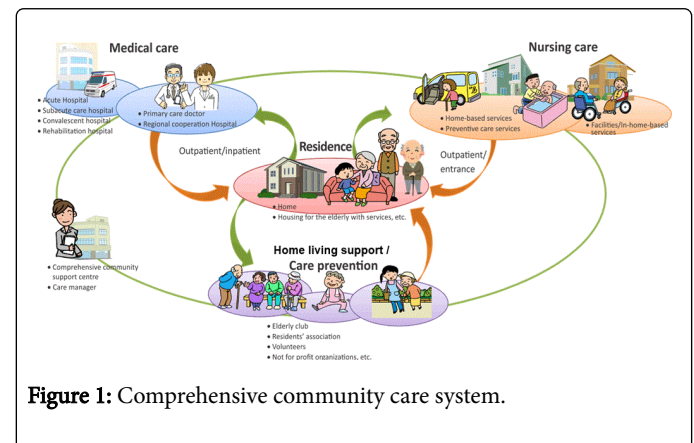 Medical care
Nursing care
• Acute Hospital
• Subacute care hospital
• Convalescent hospital
• Rehabilitation hospital
• Primary care doctor
• Regional cooperation Hospital
• Home-based services
• Preventive care services
• Facilities/In-home-based
services
Outpatient/inpatient
Residence
Outpatient/
entrance
• Home
• Housing for the elderly with services, etc.
• Comprehensive community
support centre
• Care manager
Home living support /
Care prevention
• Elderly club
• Residents' association
• Volunteers
• Not for profit organizations, etc.
Figure 1: Comprehensive community care system.